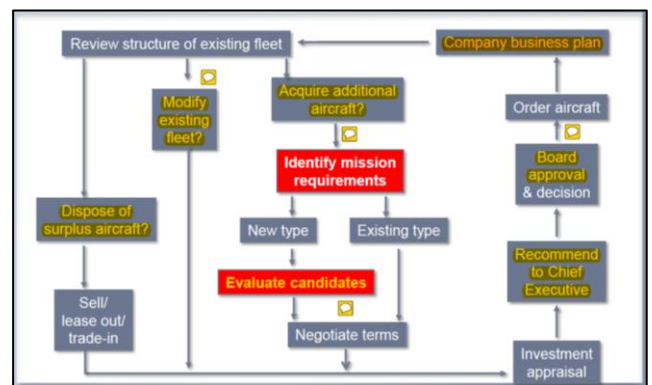 Review structure of existing fleet
Company business plan
Modify
existing
fleet?
Acquire additional
aircraft?
Order aircraft
Identify mission
requirements
Board
approval
& decision
Dispose of
surplus aircraft?
New type
Existing type
Evaluate candidates
Recommend
to Chief
Executive
Sell/
lease out/
trade-in
Negotiate terms
Investment
appraisal